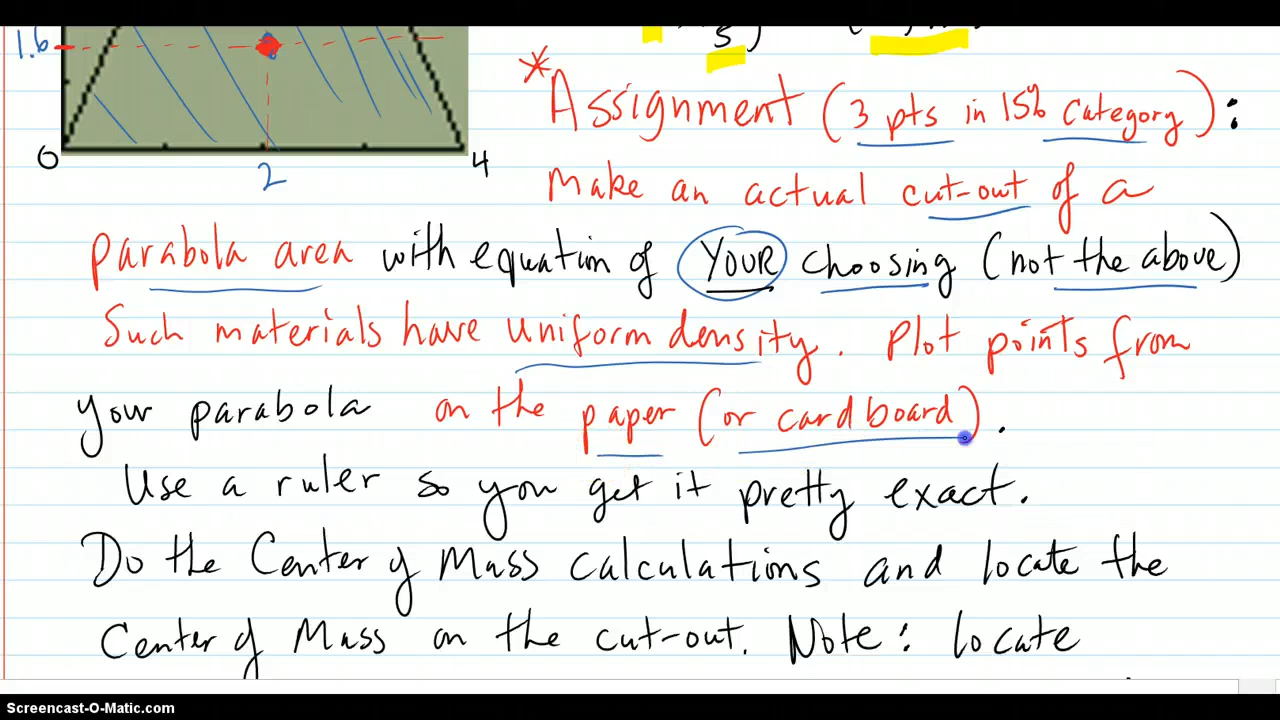 1.6
5
*Assignment (3 pts in 15% category):
0
4
2
Make an actual cut-out of a
parabola area with equation of YOUR choosing (not the above)
Such materials have uniform density. Plot points from
your parabola on the paper (or cardboard).
Use a ruler so you get it pretty exact.
Do the Center of Mass calculations and locate the
Center of Mass on the cut-out. Note: locate
Screencast-O-Matic.com